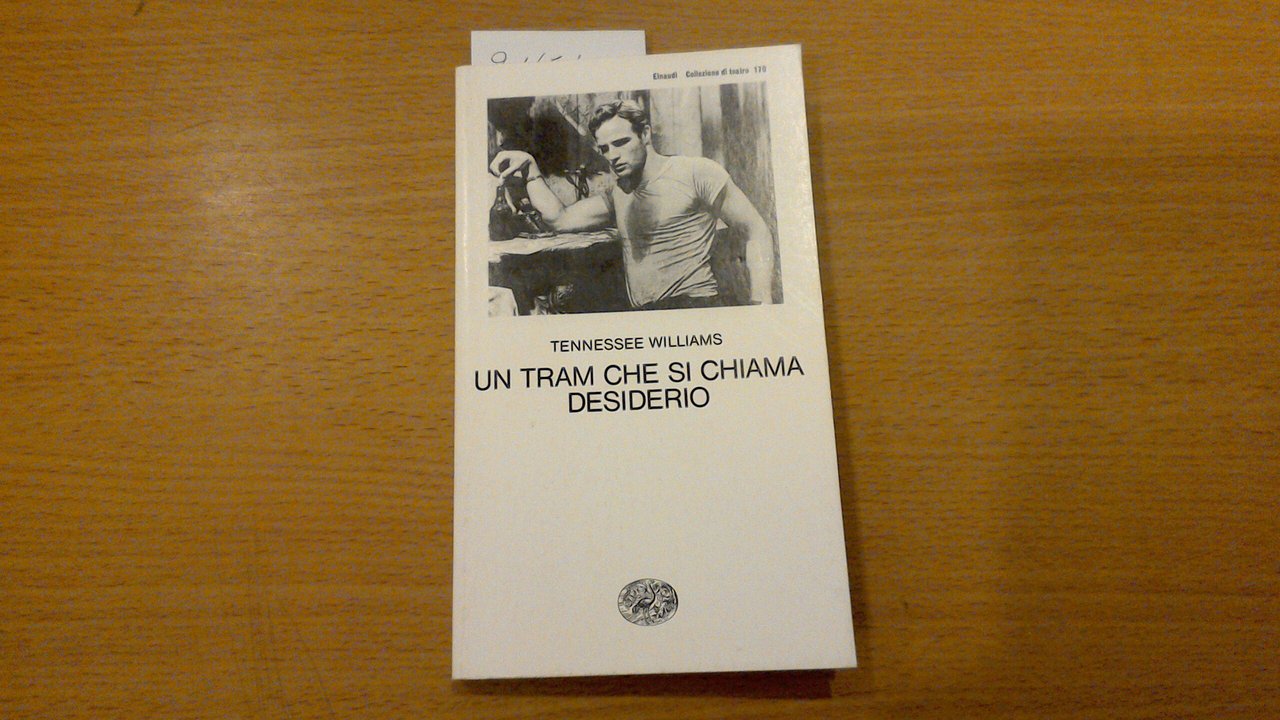 Einaudi Collezione di teatro 170
TENNESSEE WILLIAMS
UN TRAM CHE SI CHIAMA
DESIDERIO